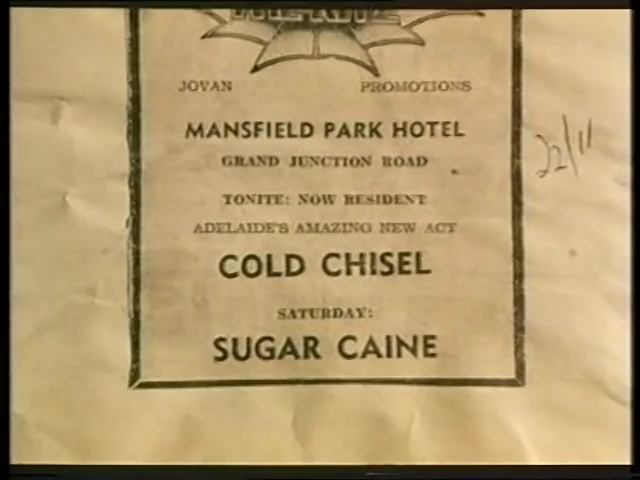 JOVAN PROMOTIONS
MANSFIELD PARK HOTEL
GRAND JUNCTION ROAD
22/11
TONITE: NOW RESIDENT
ADELAIDE'S AMAZING NEW ACT
COLD CHISEL
SATURDAY:
SUGAR CAINE